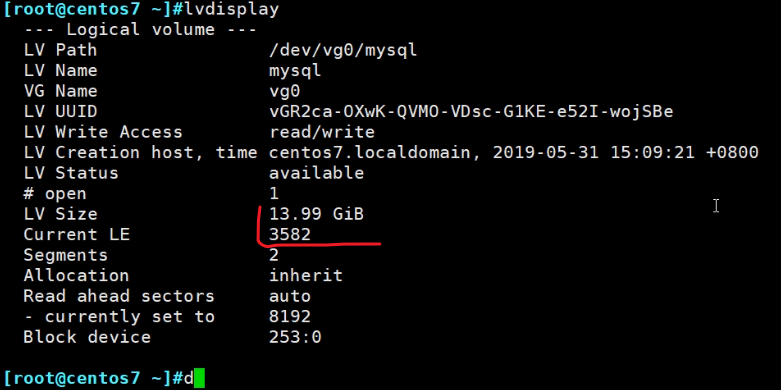 [root@centos7 ~]#lvdisplay
--- Logical volume ---
LV Path                /dev/vg0/mysql
LV Name                mysql
VG Name                vg0
LV UUID                vGR2ca-OXwK-QVMO-VDsc-G1KE-e52I-wojSBe
LV Write Access        read/write
LV Creation host, time centos7.localdomain, 2019-05-31 15:09:21 +0800
LV Status              available
# open                 1
LV Size                13.99 GiB
Current LE             3582
Segments               2
Allocation             inherit
Read ahead sectors     auto
- currently set to     8192
Block device           253:0
[root@centos7 ~]#d